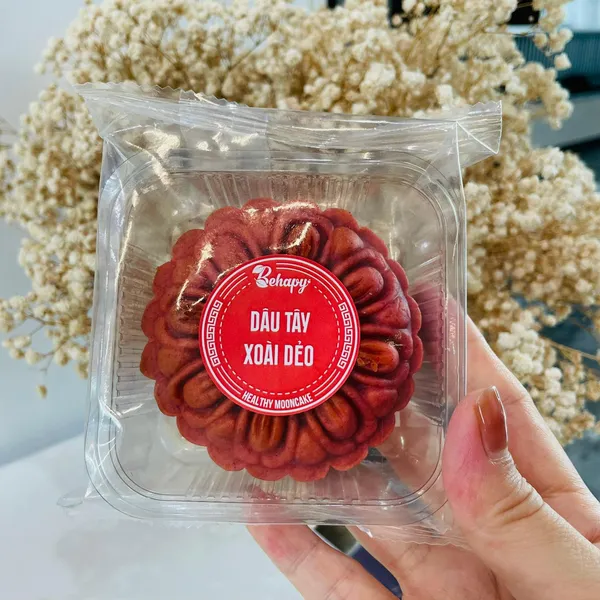 Behapy
DÂU TÂY
XOÀI DẺO
HEALTHY MOONCAKE